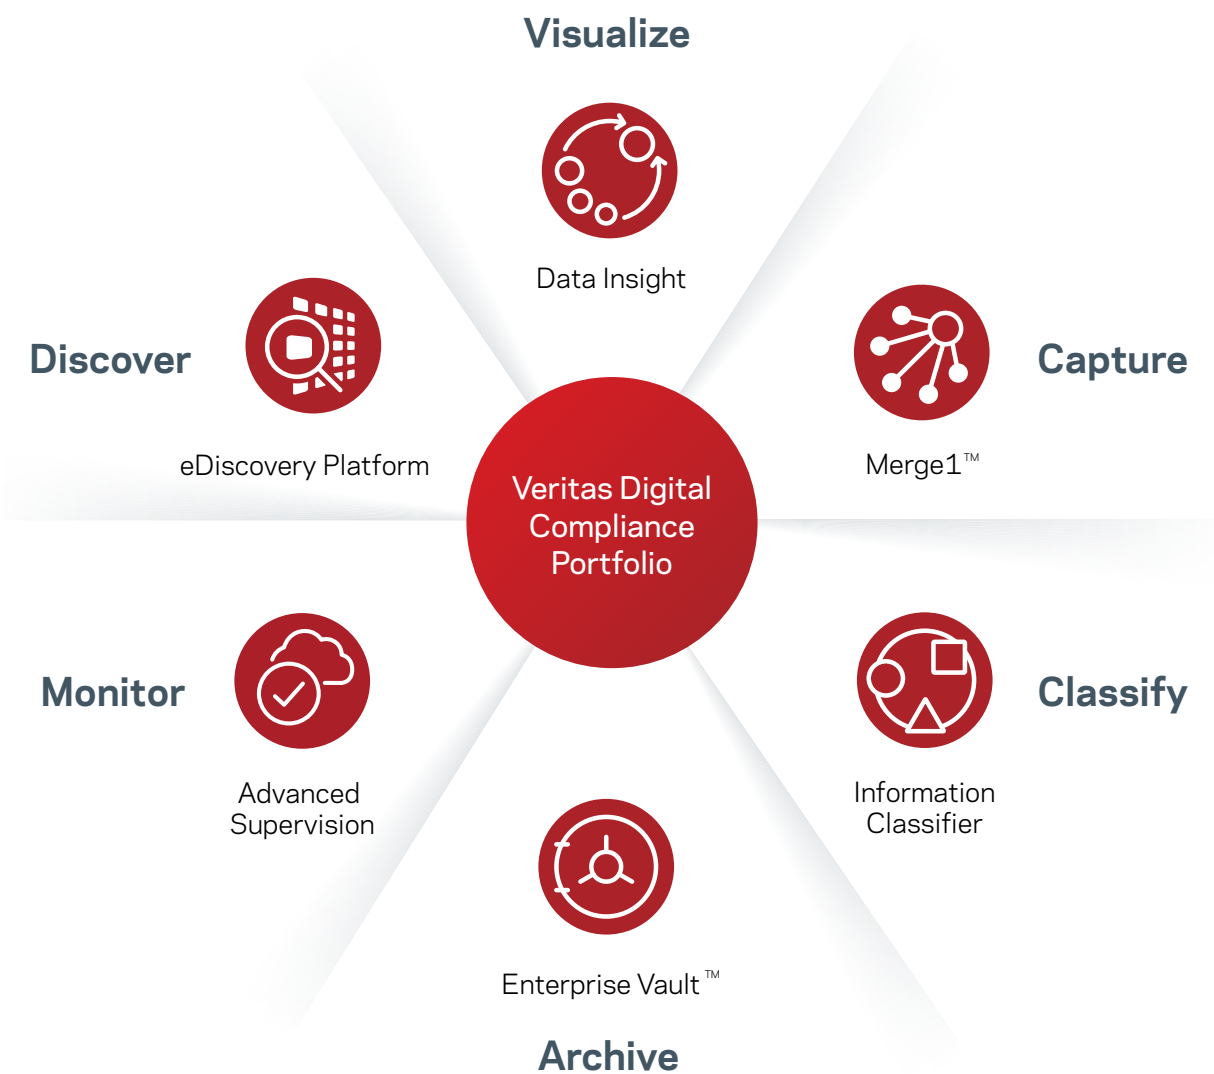 Visualize
Data Insight
Discover
eDiscovery Platform
Capture
Merge1™
Veritas Digital
Compliance
Portfolio
Monitor
Advanced
Supervision
Classify
Information
Classifier
Enterprise Vault™
Archive